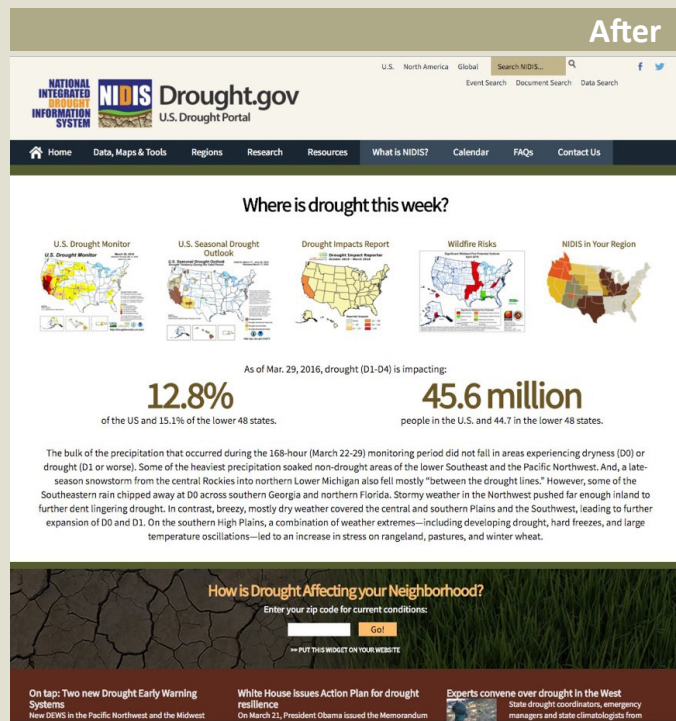 After
U.S. North America Global Search NIDIS...
Event Search Document Search Data Search
NATIONAL
INTEGRATED
DROUGHT
INFORMATION
SYSTEM
NIDIS
Drought.gov
U.S. Drought Portal
Home Data, Maps & Tools Regions Research Resources What is NIDIS? Calendar FAQs Contact Us
Where is drought this week?
U.S. Drought Monitor
U.S. Seasonal Drought
Outlook
Drought Impacts Report
Wildfire Risks
NIDIS in Your Region
U.S. Drought Monitor
U.S. Seasonal Drought Outlook
Drought Impact Reporter
As of Mar. 29, 2016, drought (D1-D4) is impacting:
12.8%
of the US and 15.1% of the lower 48 states.
45.6 million
people in the U.S. and 44.7 in the lower 48 states.
The bulk of the precipitation that occurred during the 168-hour (March 22-29) monitoring period did not fall in areas experiencing dryness (D0) or
drought (D1 or worse). Some of the heaviest precipitation soaked non-drought areas of the lower Southeast and the Pacific Northwest. And, a late-
season snowstorm from the central Rockies into northern Lower Michigan also fell mostly “between the drought lines.” However, some of the
Southeastern rain chipped away at D0 across southern Georgia and northern Florida. Stormy weather in the Northwest pushed far enough inland to
further dent lingering drought. In contrast, breezy, mostly dry weather covered the central and southern Plains and the Southwest, leading to further
expansion of D0 and D1. On the southern High Plains, a combination of weather extremes—including developing drought, hard freezes, and large
temperature oscillations—led to an increase in stress on rangeland, pastures, and winter wheat.
How is Drought Affecting your Neighborhood?
Enter your zip code for current conditions:
Go!
>> PUT THIS WIDGET ON YOUR WEBSITE
On tap: Two new Drought Early Warning
Systems
New DEWS in the Pacific Northwest and the Midwest
White House issues Action Plan for drought
resilience
On March 21, President Obama issued the Memorandum
Experts convene over drought in the West
State drought coordinators, emergency
managers and state climatologists from